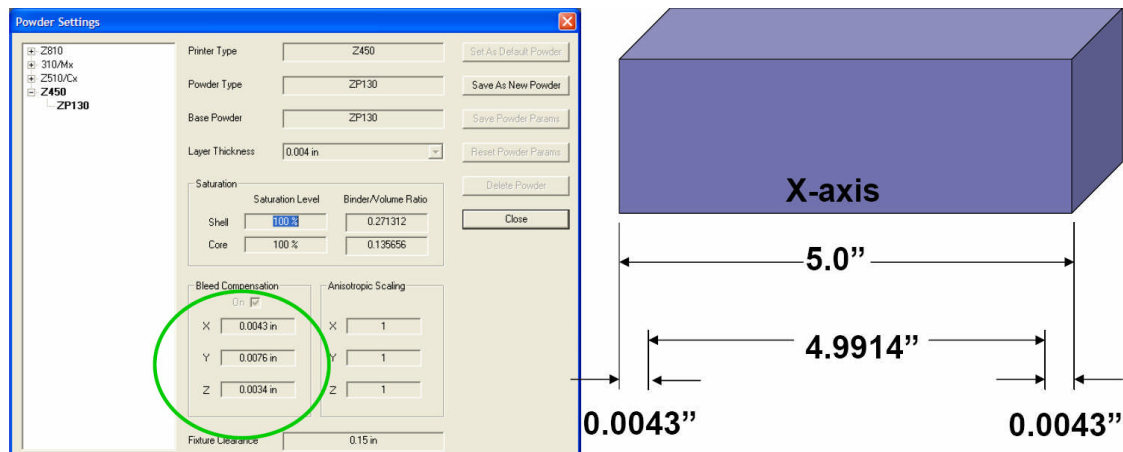 Powder Settings
Z810
310/Mx
Z510/Cx
Z450
ZP130
Printer Type Z450 Set As Default Powder
Powder Type ZP130 Save As New Powder
Base Powder ZP130 Save Powder Params
Layer Thickness 0.004 in Reset Powder Params
Delete Powder
Close
Saturation
Saturation Level Binder/Volume Ratio
Shell 100 % 0.271312
Core 100 % 0.135656
Bleed Compensation Anisotropic Scaling
On
X 0.0043 in X 1
Y 0.0076 in Y 1
Z 0.0034 in Z 1
Fixture Clearance 0.15 in
X-axis
5.0”
4.9914”
0.0043” 0.0043”